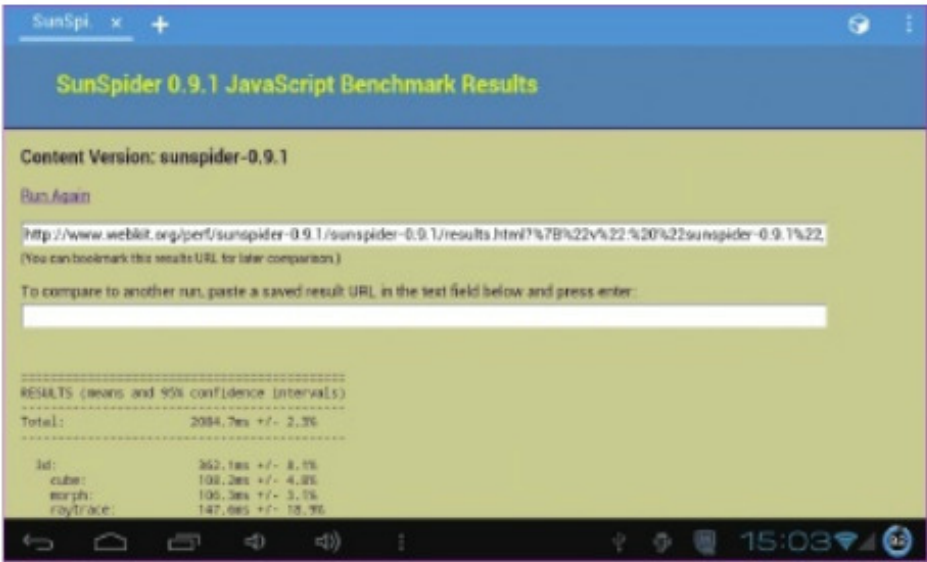 SunSpi.
SunSpider 0.9.1 JavaScript Benchmark Results
Content Version: sunspider-0.9.1
Run Again
http://www.webkit.org/perf/sunspider-0.9.1/sunspider-0.9.1/results.html?%7B%22v%22:%20%22sunspider-0.9.1%22,
(You can bookmark this results URL for later comparison.)
To compare to another run, paste a saved result URL in the text field below and press enter:
============================================
RESULTS (means and 95% confidence intervals)
--------------------------------------------
Total: 2084.7ms +/- 2.3%
--------------------------------------------
3d: 362.1ms +/- 8.1%
cube: 108.2ms +/- 4.8%
morph: 106.3ms +/- 3.1%
raytrace: 147.6ms +/- 18.9%
15:03